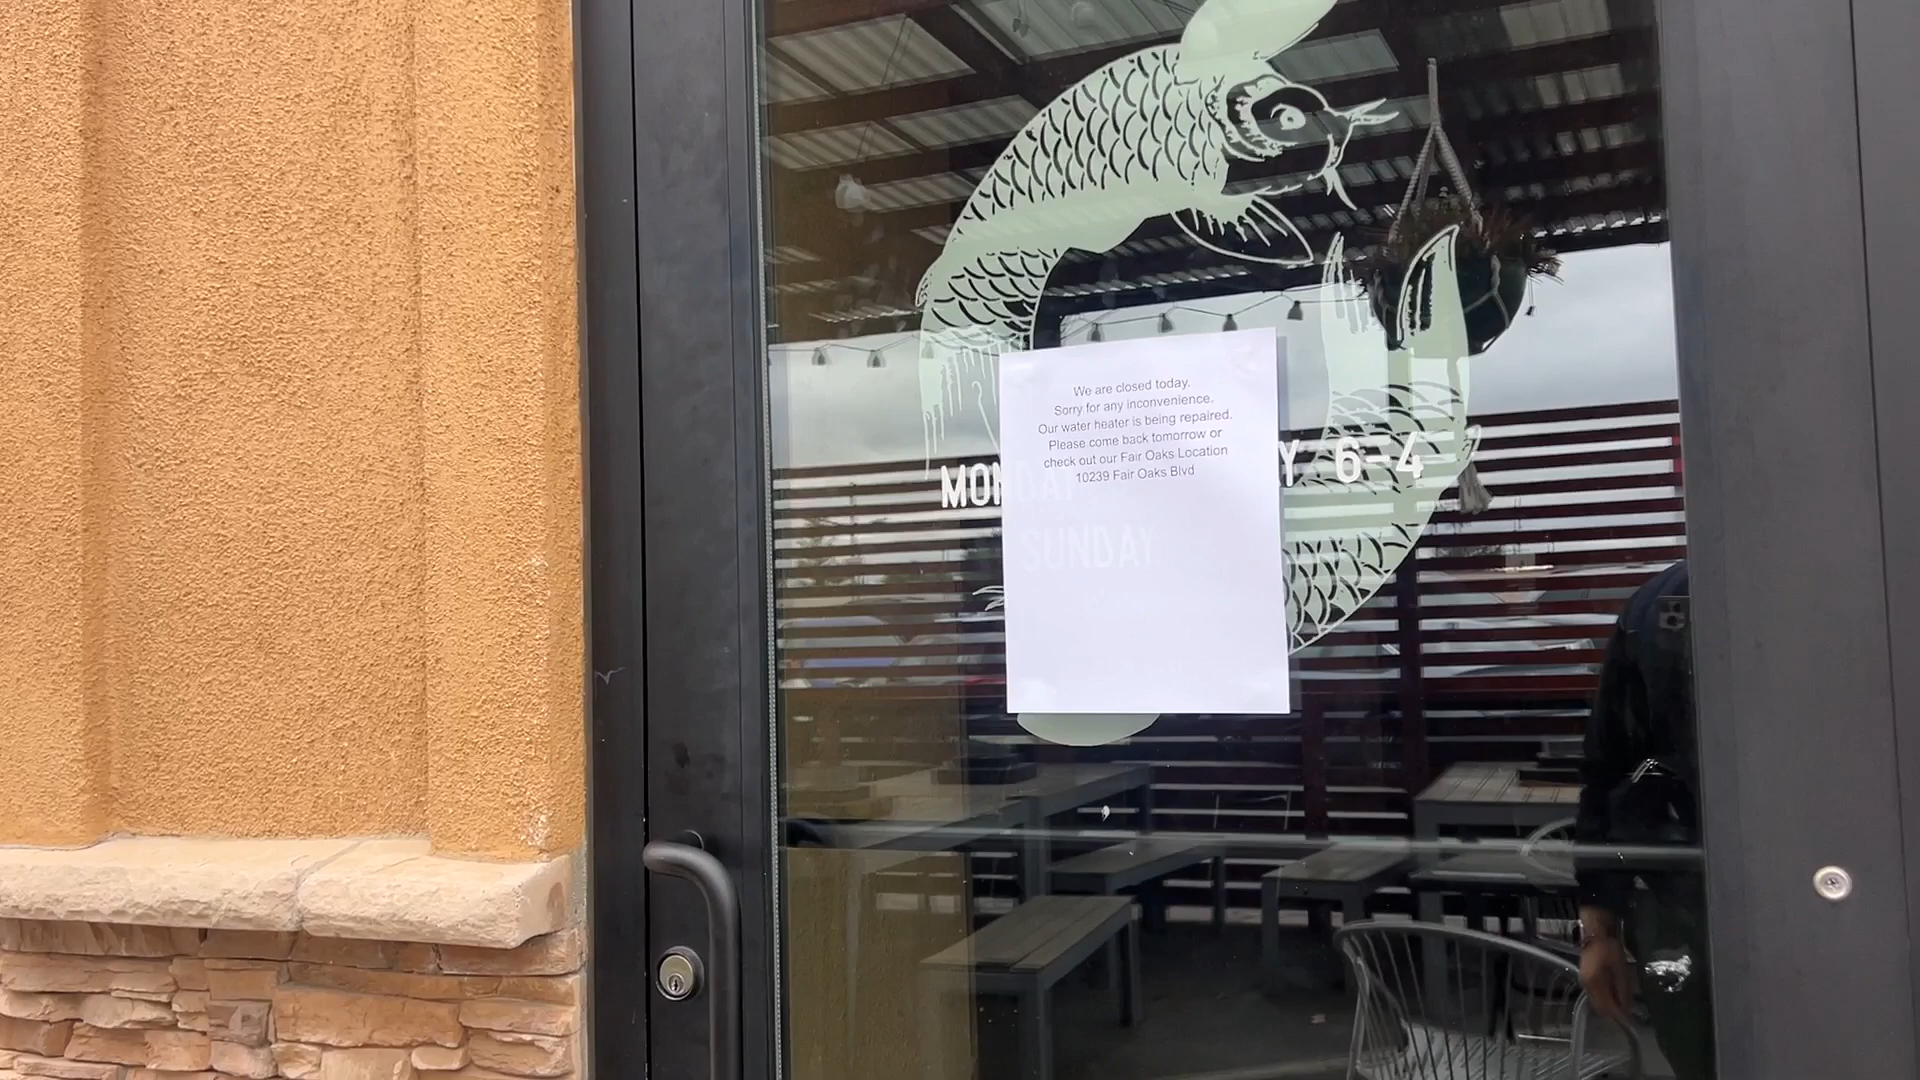 We are closed today.
Sorry for any inconvenience.
Our water heater is being repaired.
Please come back tomorrow or
check out our Fair Oaks Location
10239 Fair Oaks Blvd
MONDAY Y 6-4
SUNDAY